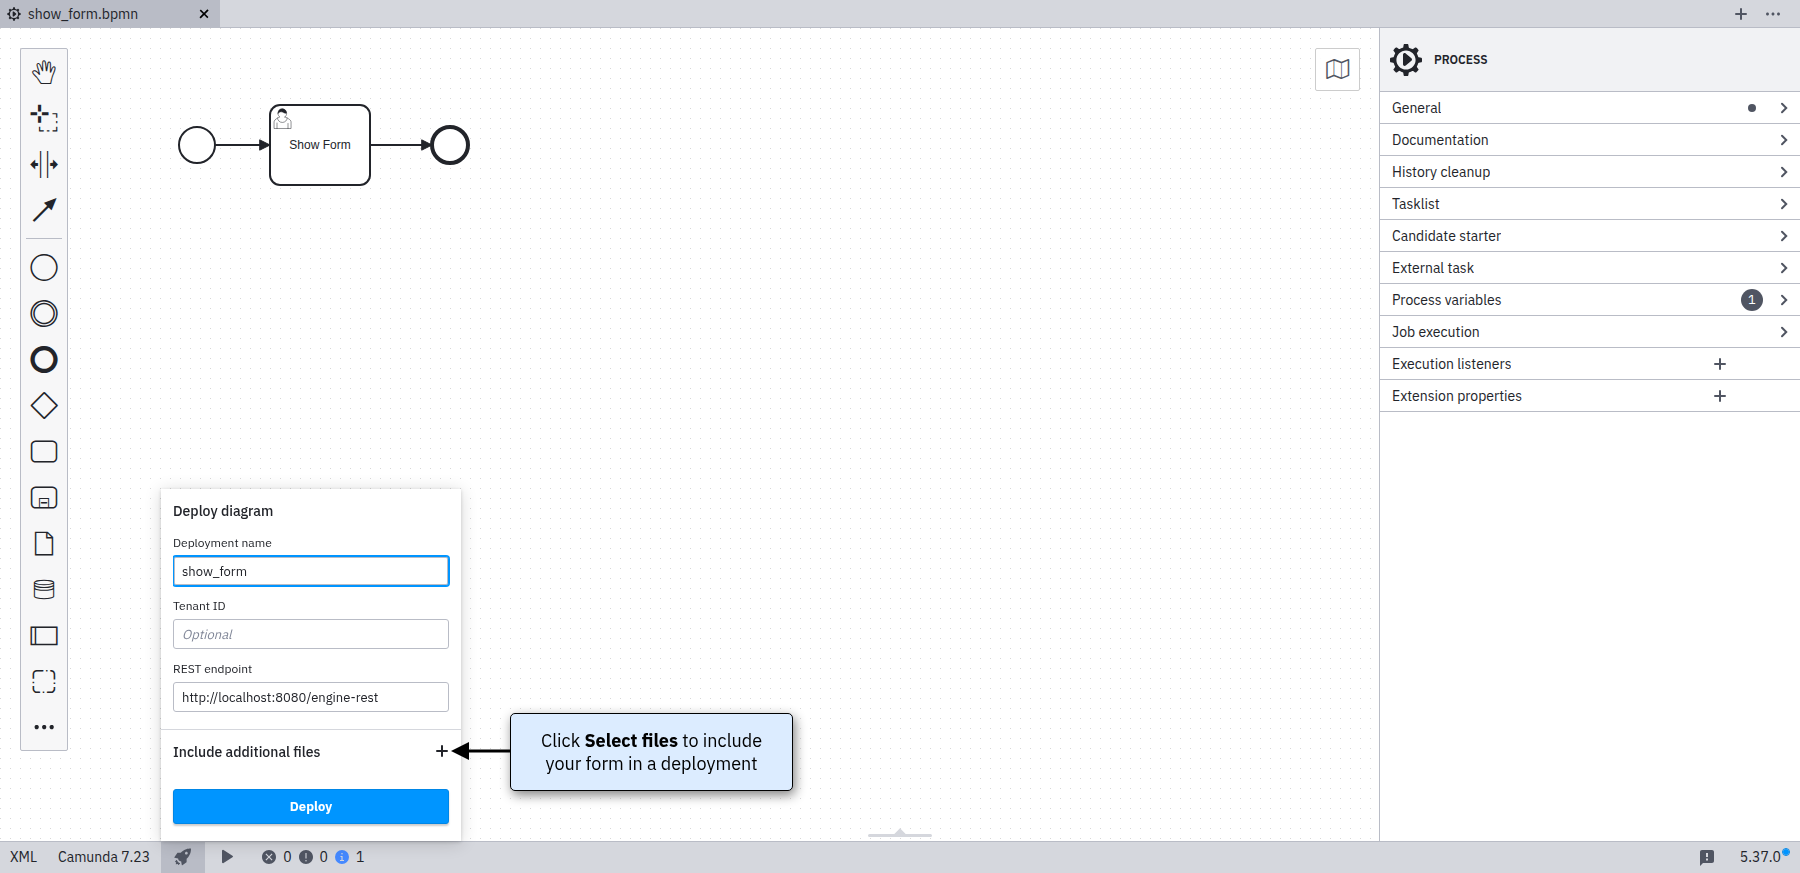 show_form.bpmn
PROCESS
General
Documentation
History cleanup
Tasklist
Candidate starter
External task
Process variables 1
Job execution
Execution listeners
Extension properties
Show Form
Deploy diagram
Deployment name
show_form
Tenant ID
Optional
REST endpoint
http://localhost:8080/engine-rest
Include additional files
Click Select files to include
your form in a deployment
Deploy
XML Camunda 7.23 0 0 1 5.37.0